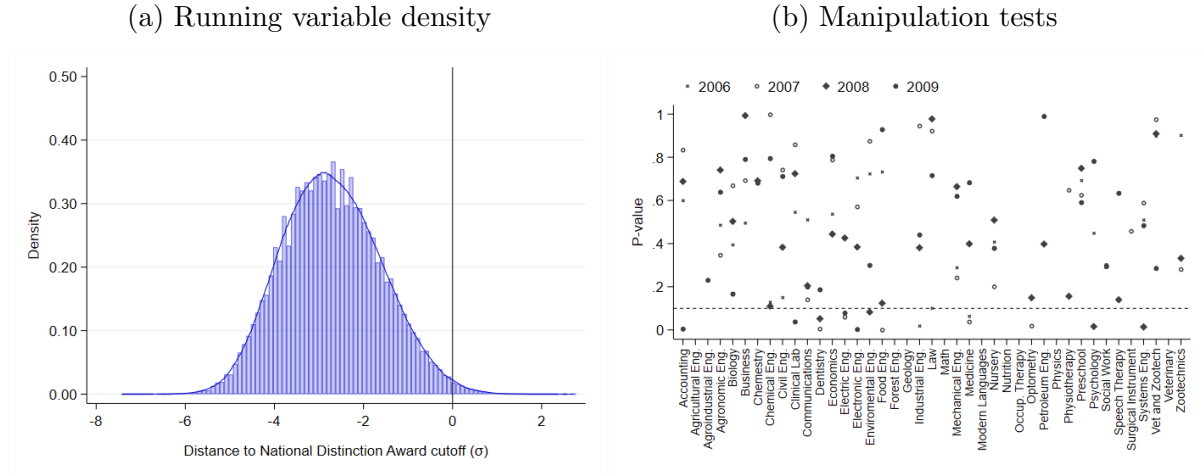 (a) Running variable density
0.50
0.40
0.30
0.20
0.10
0.00
Density
-8
-6
-4
-2
0
2
Distance to National Distinction Award cutoff (σ)
(b) Manipulation tests
2006
2007
2008
2009
1
.8
.6
.4
.2
0
P-value
Accounting
Agricultural Eng.
Agroindustrial Eng.
Agronomic Eng.
Biology
Business
Chemestry
Chemical Eng.
Civil Eng.
Clinical Lab
Communications
Dentistry
Economics
Electric Eng.
Electronic Eng.
Enviromental Eng.
Food Eng.
Forest Eng.
Geology
Industrial Eng.
Law
Math
Mechanical Eng.
Medicine
Modern Languages
Nursery
Nutrition
Occup. Therapy
Optometry
Petroleum Eng.
Physics
Physiotherapy
Preschool
Psychology
Social Work
Speech Therapy
Surgical Instrument
Systems Eng.
Vet and Zootech
Veterinary
Zootechnics